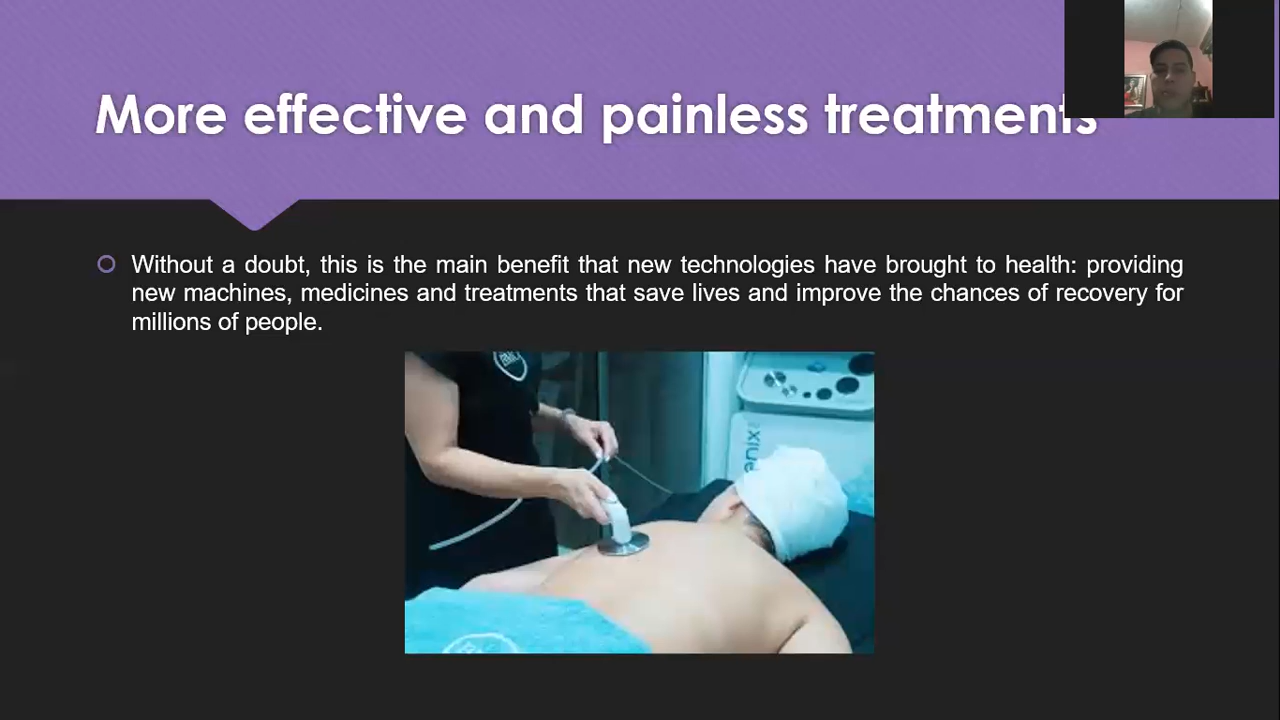 More effective and painless treatments
Without a doubt, this is the main benefit that new technologies have brought to health: providing
new machines, medicines and treatments that save lives and improve the chances of recovery for
millions of people.